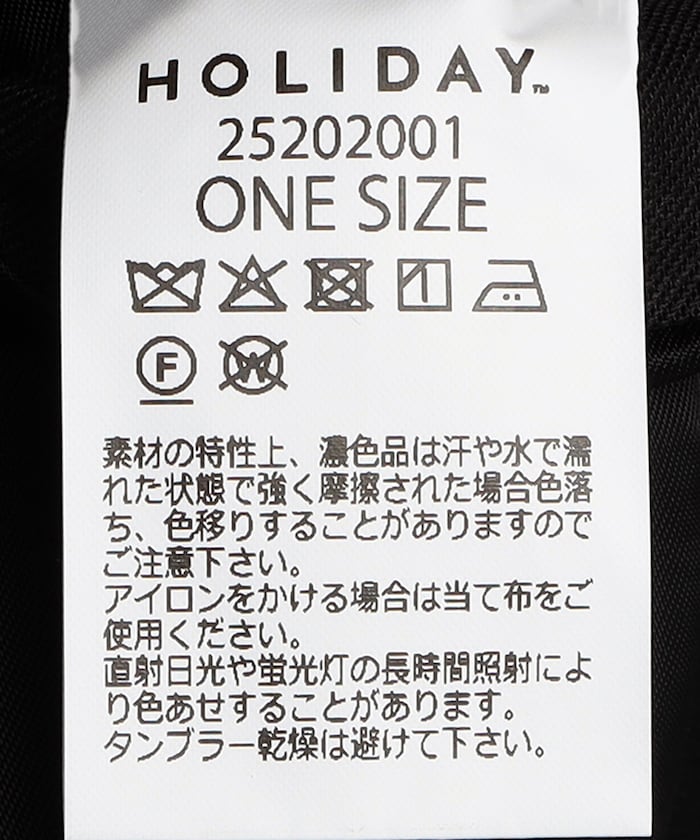 HOLIDAY™
25202001
ONE SIZE
F W
素材の特性上、濃色品は汗や水で濡
れた状態で強く摩擦された場合色落
ち、色移りすることがありますので
ご注意下さい。
アイロンをかける場合は当て布をご
使用ください。
直射日光や蛍光灯の長時間照射によ
り色あせすることがあります。
タンブラー乾燥は避けて下さい。